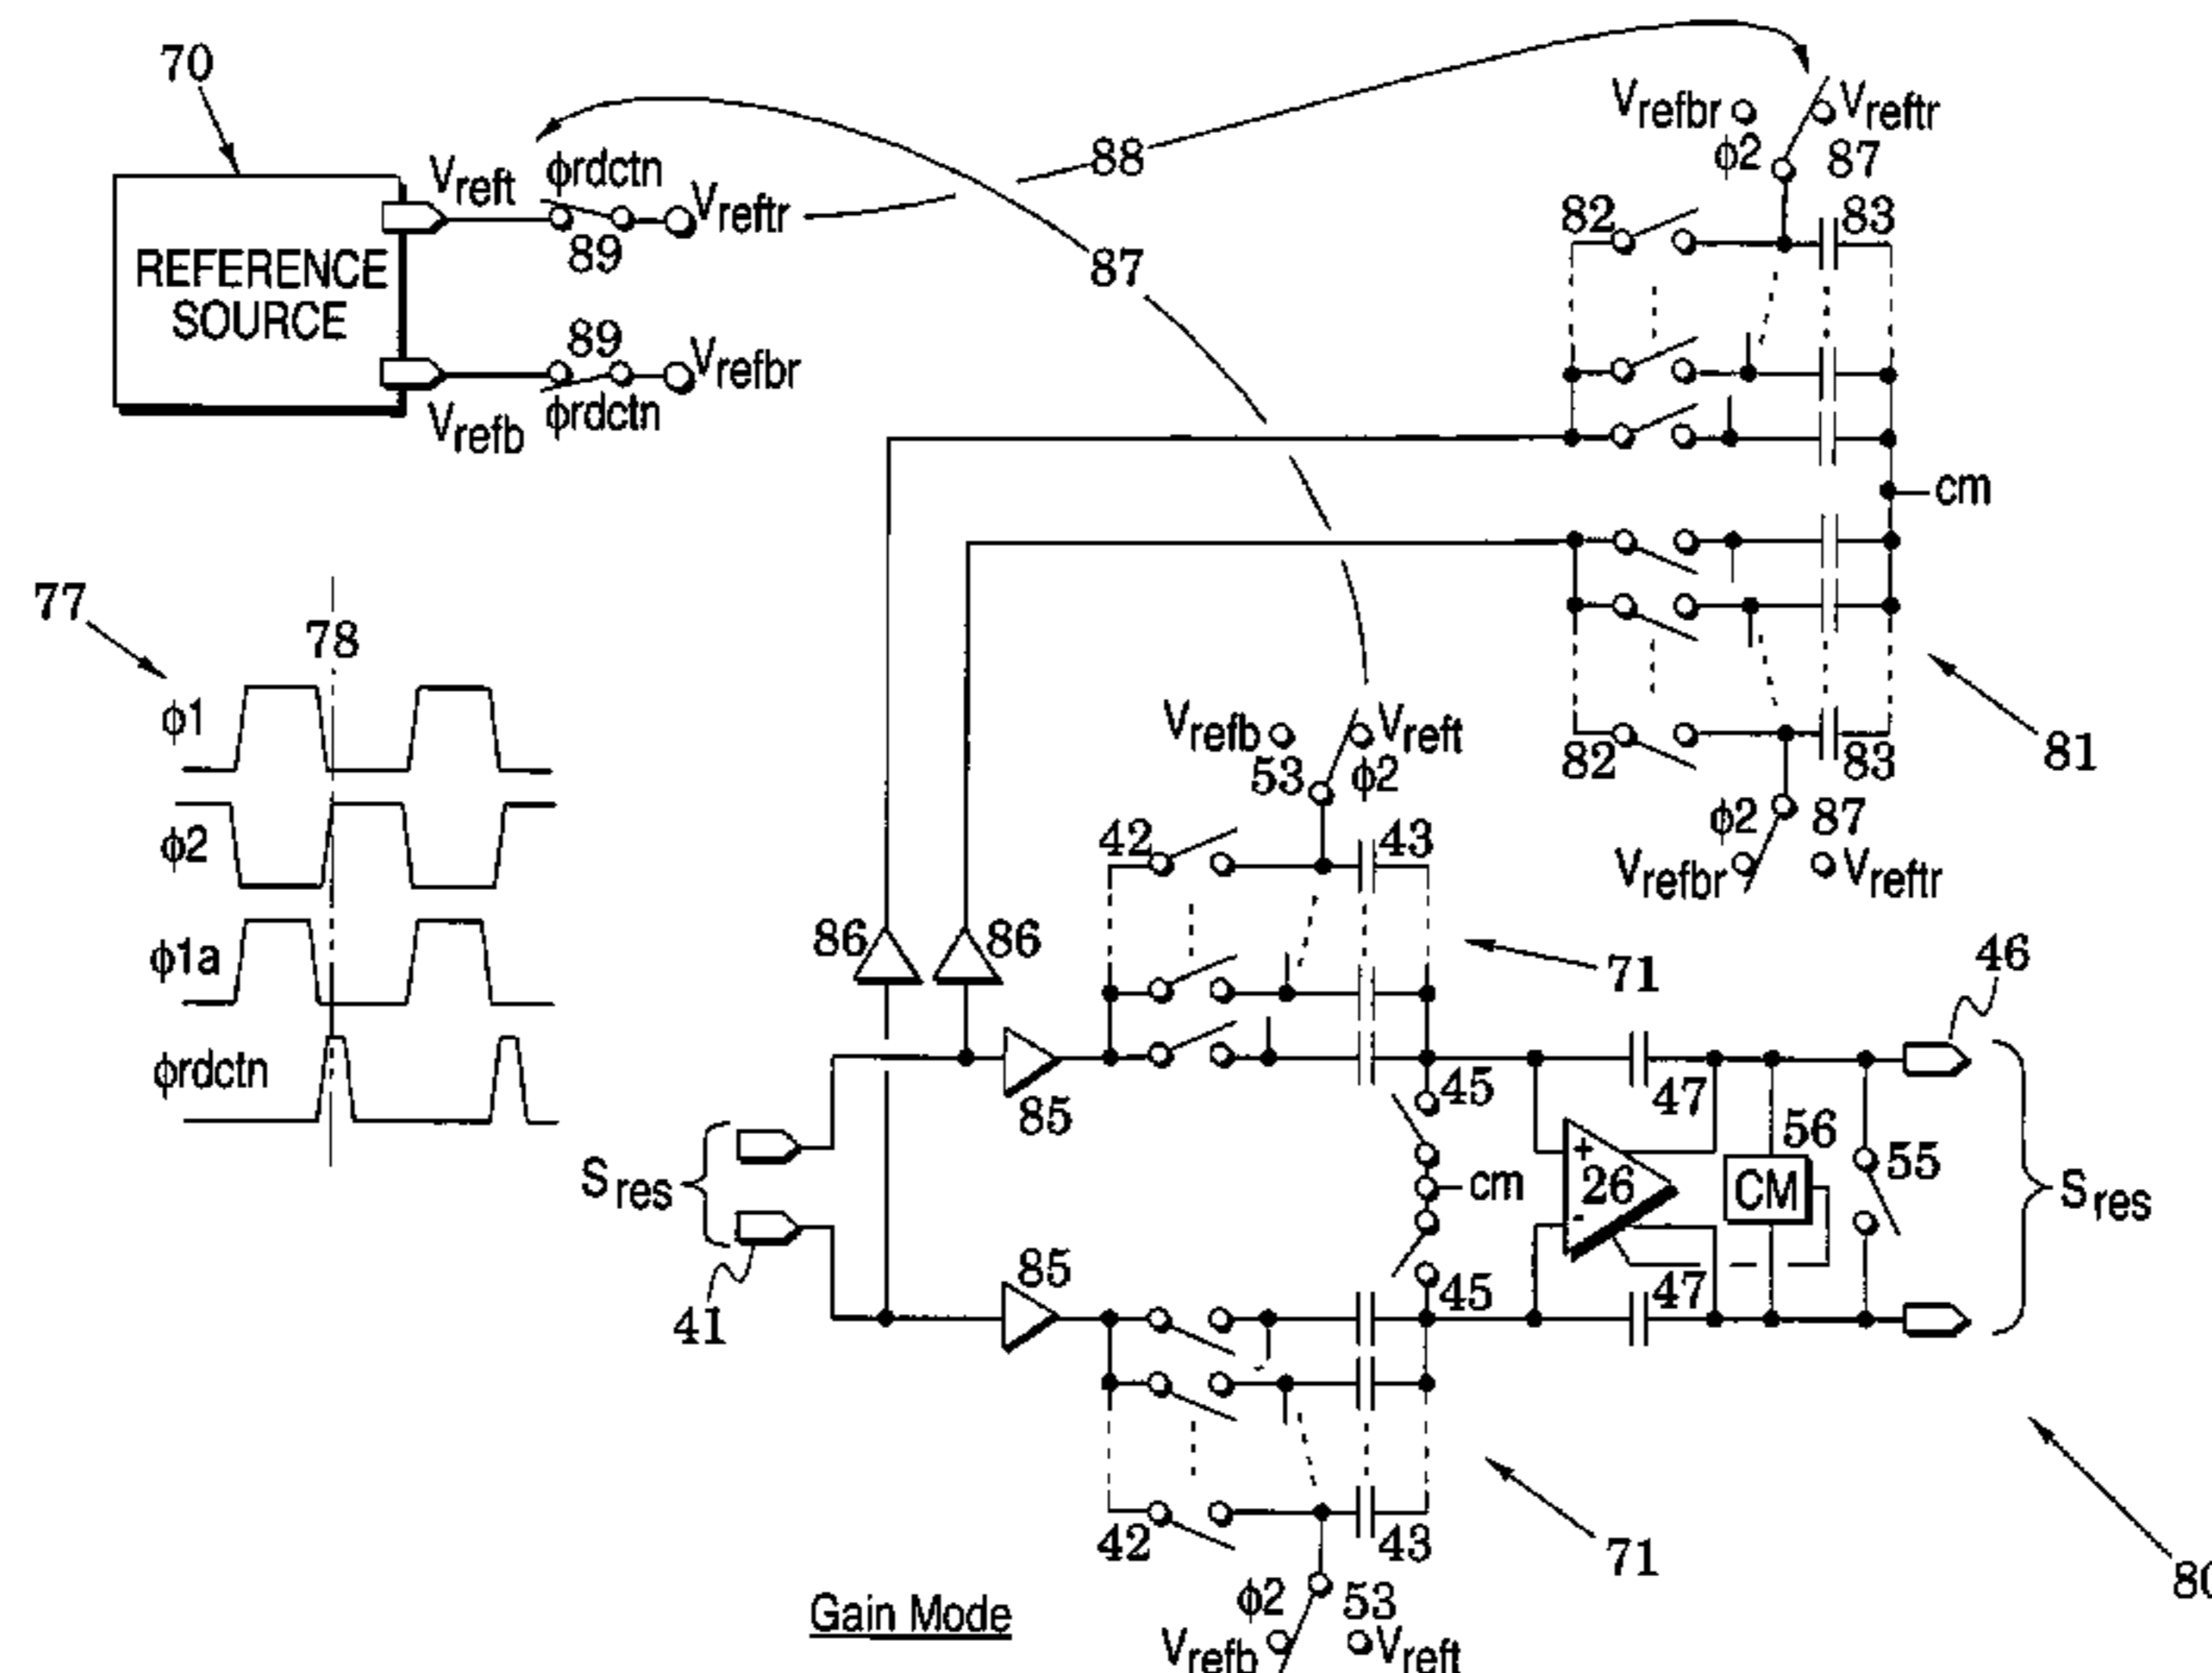 70
Vreft
ϕrdctn
Vreftr
89
REFERENCE
SOURCE
89
Vrefbr
Vrefb
ϕrdctn
88
87
Vrefbr
Vreftr
ϕ2
87
82
83
cm
82
83
81
ϕ2
87
Vrefbr
Vreftr
77
78
ϕ1
ϕ2
ϕ1a
ϕrdctn
Vrefb
Vreft
53
ϕ2
42
43
71
86
86
85
Sres
41
85
45
cm
45
47
26
+
-
47
56
CM
55
46
Sres
42
43
71
80
ϕ2
53
Vrefb
Vreft
Gain Mode